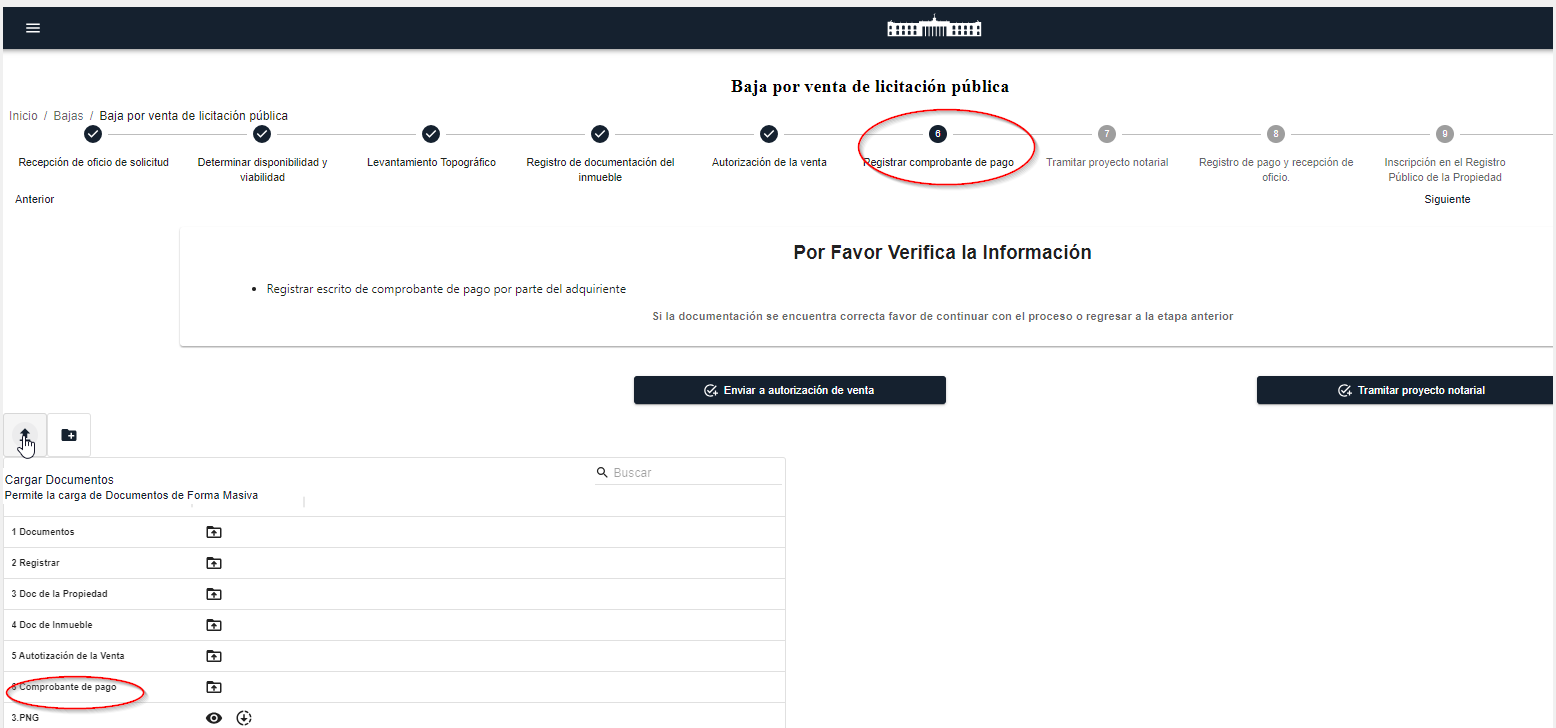 Baja por venta de licitación pública
Inicio / Bajas / Baja por venta de licitación pública
6 7 8 9
Recepción de oficio de solicitud
Determinar disponibilidad y
viabilidad
Levantamiento Topográfico
Registro de documentación del
inmueble
Autorización de la venta
Registrar comprobante de pago
Tramitar proyecto notarial
Registro de pago y recepción de
oficio.
Inscripción en el Registro
Público de la Propiedad
Anterior
Siguiente
Por Favor Verifica la Información
• Registrar escrito de comprobante de pago por parte del adquiriente
Si la documentación se encuentra correcta favor de continuar con el proceso o regresar a la etapa anterior
Enviar a autorización de venta
Tramitar proyecto notarial
Buscar
Cargar Documentos
Permite la carga de Documentos de Forma Masiva
1 Documentos
2 Registrar
3 Doc de la Propiedad
4 Doc de Inmueble
5 Autotización de la Venta
6 Comprobante de pago
3.PNG